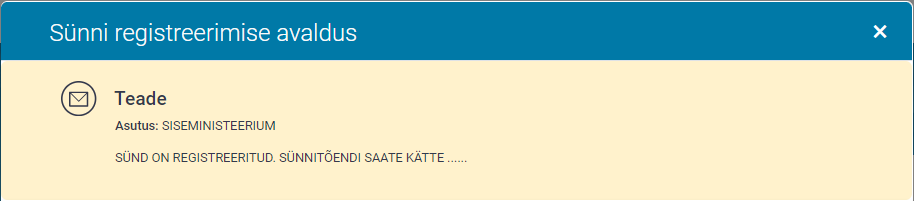 Sünni registreerimise avaldus
Teade
Asutus: SISEMINISTEERIUM
SÜND ON REGISTREERITUD. SÜNNITÕENDI SAATE KÄTTE ......